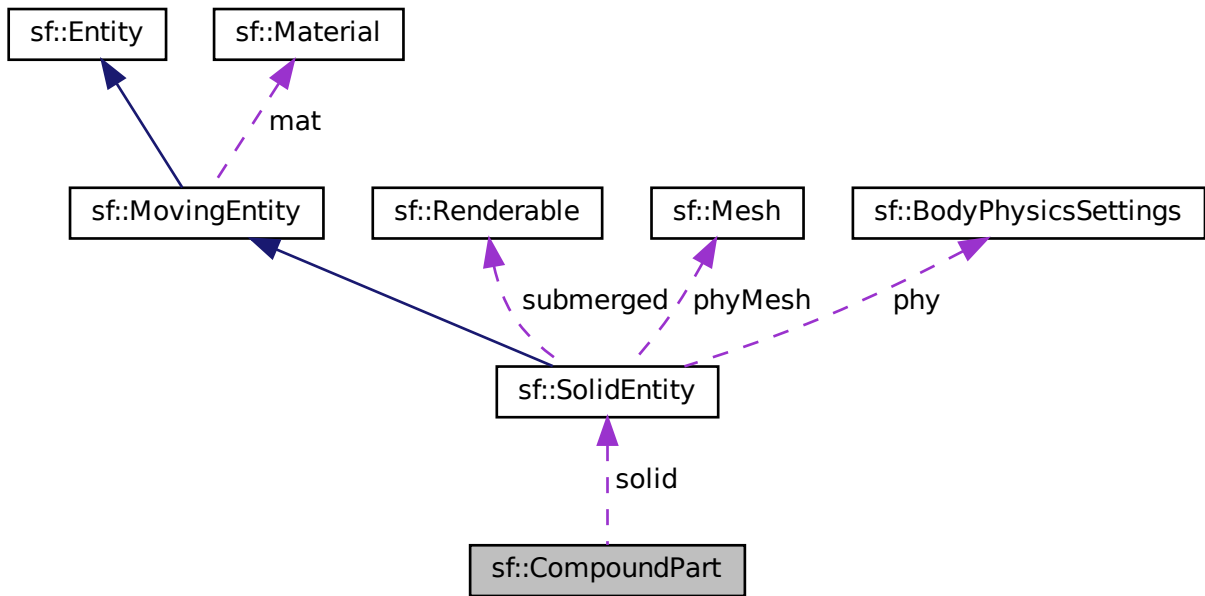 sf::Entity
sf::Material
mat
sf::MovingEntity
sf::Renderable
sf::Mesh
sf::BodyPhysicsSettings
submerged
phyMesh
phy
sf::SolidEntity
solid
sf::CompoundPart